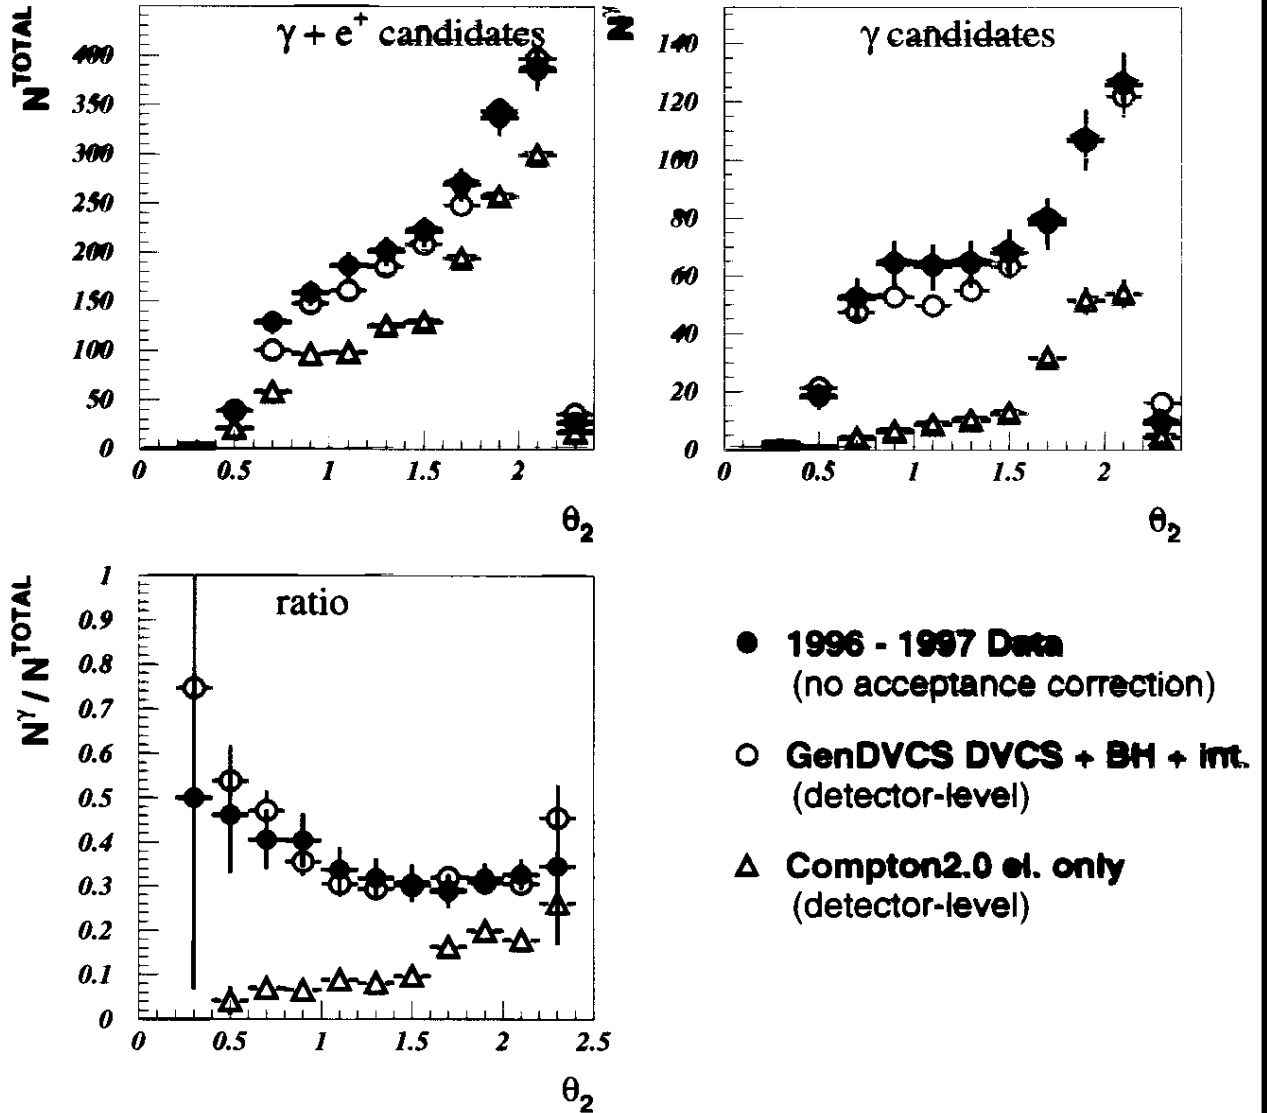 γ + e⁺ candidates
N^TOTAL
400
350
300
250
200
150
100
50
0
0 0.5 1 1.5 2
θ₂
γ candidates
N^γ
140
120
100
80
60
40
20
0
0 0.5 1 1.5 2
θ₂
ratio
N^γ / N^TOTAL
1
0.9
0.8
0.7
0.6
0.5
0.4
0.3
0.2
0.1
0
0 0.5 1 1.5 2 2.5
θ₂
1996 - 1997 Data
(no acceptance correction)
GenDVCS DVCS + BH + int.
(detector-level)
Compton2.0 el. only
(detector-level)